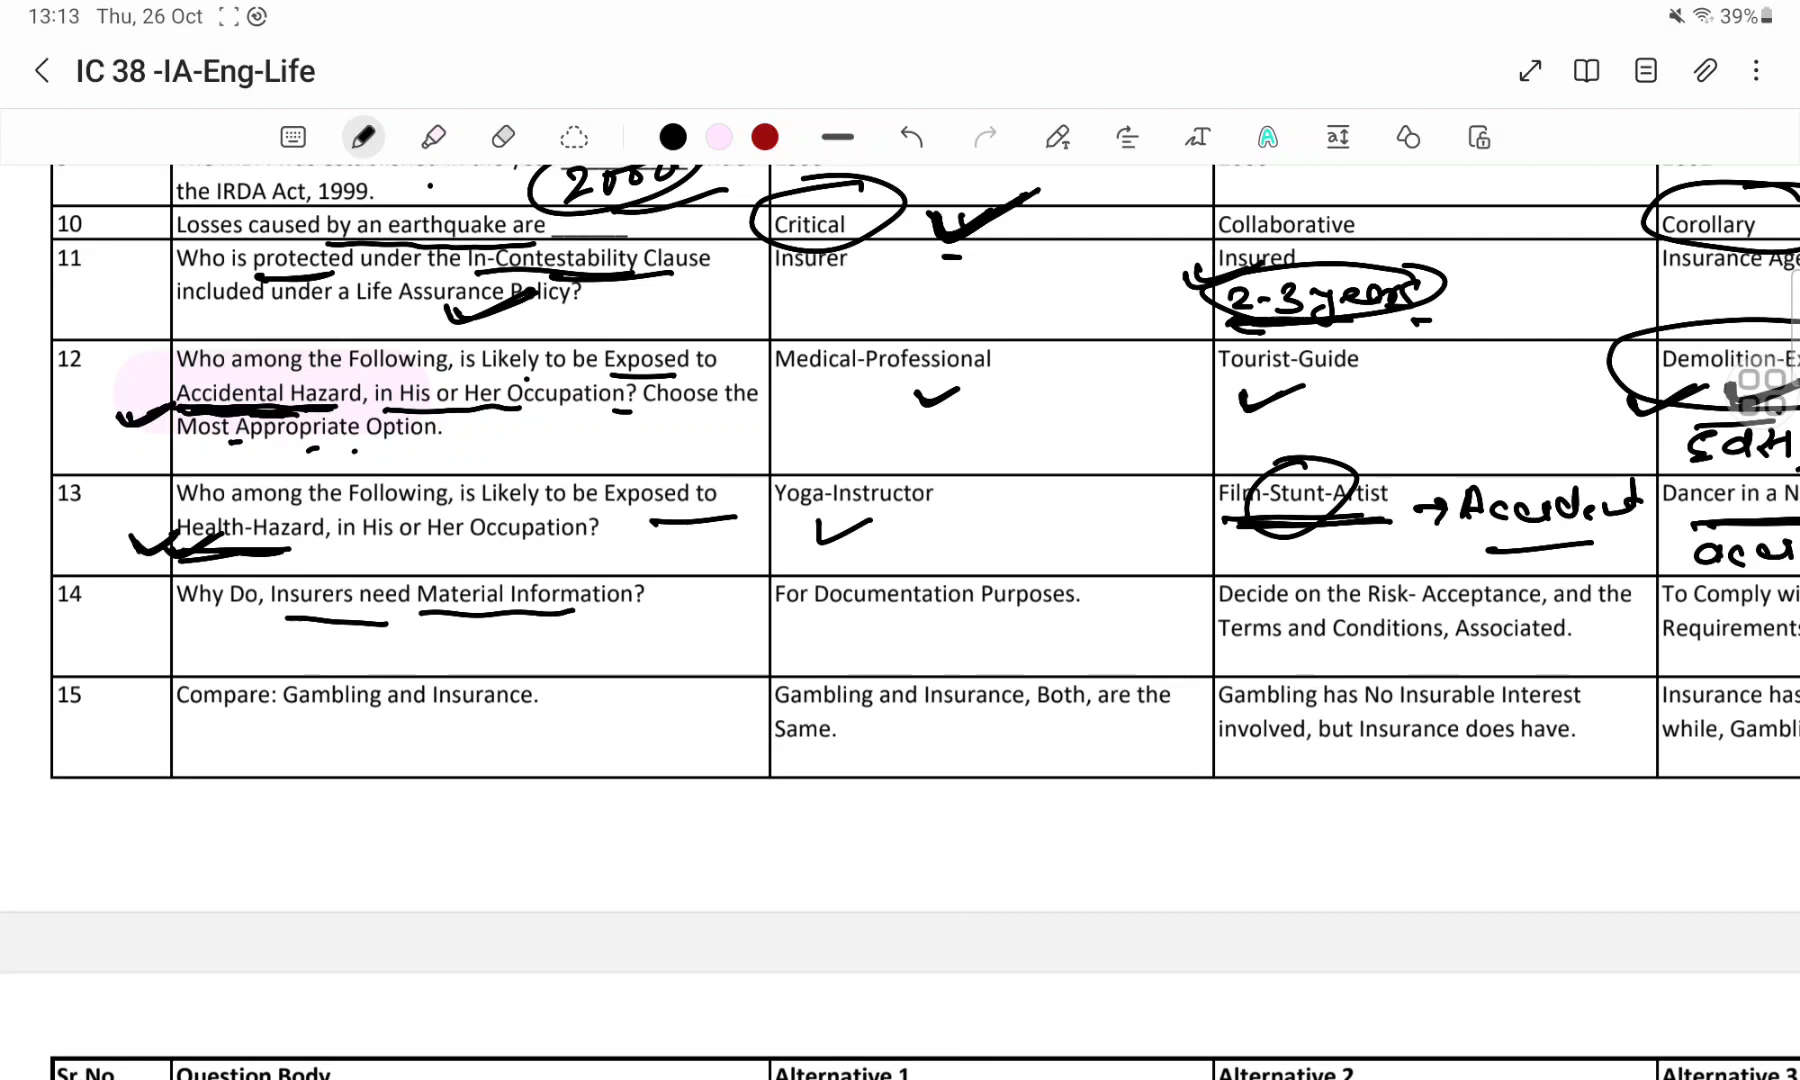 13:13 Thu, 26 Oct
39%
IC 38 -IA-Eng-Life
the IRDA Act, 1999.
2000
10 Losses caused by an earthquake are ______ Critical Collaborative Corollary
11 Who is protected under the In-Contestability Clause Insurer Insured Insurance Age
included under a Life Assurance Policy? 2-3 years
12 Who among the Following, is Likely to be Exposed to Medical-Professional Tourist-Guide Demolition-Ex
Accidental Hazard, in His or Her Occupation? Choose the
Most Appropriate Option.
13 Who among the Following, is Likely to be Exposed to Yoga-Instructor Film-Stunt-Artist → Accident Dancer in a N
Health-Hazard, in His or Her Occupation?
14 Why Do, Insurers need Material Information? For Documentation Purposes. Decide on the Risk- Acceptance, and the To Comply wi
Terms and Conditions, Associated. Requirements
15 Compare: Gambling and Insurance. Gambling and Insurance, Both, are the Gambling has No Insurable Interest Insurance has
Same. involved, but Insurance does have. while, Gambli
Sr.No Question Body Alternative 1 Alternative 2 Alternative 3